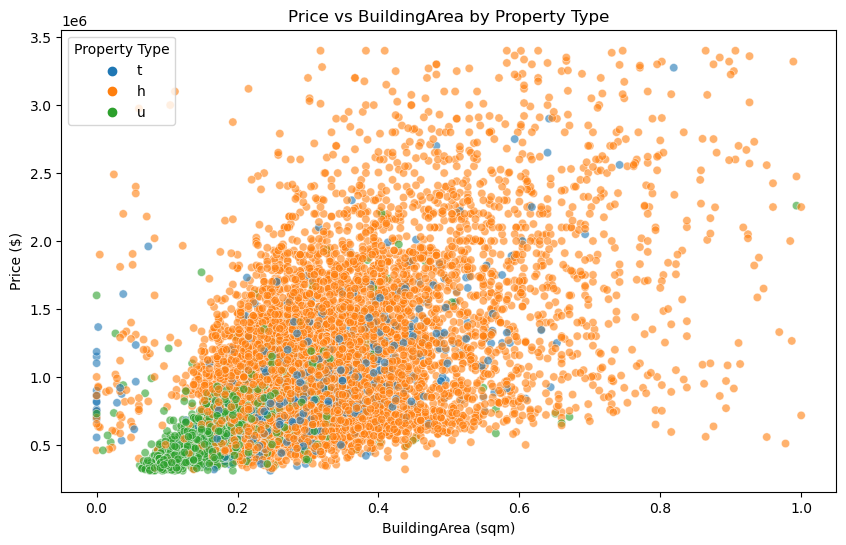 Price vs BuildingArea by Property Type
1e6
Property Type
t
h
u
3.5
3.0
2.5
2.0
1.5
1.0
0.5
Price ($)
0.0 0.2 0.4 0.6 0.8 1.0
BuildingArea (sqm)